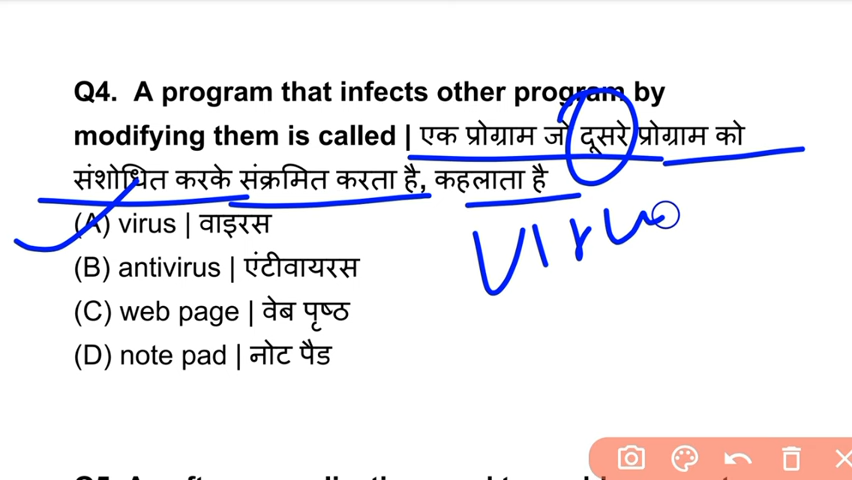 Q4. A program that infects other program by
modifying them is called | एक प्रोग्राम जो दूसरे प्रोग्राम को
संशोधित करके संक्रमित करता है, कहलाता है
(A) virus | वाइरस
(B) antivirus | एंटीवायरस
(C) web page | वेब पृष्ठ
(D) note pad | नोट पैड
Viru